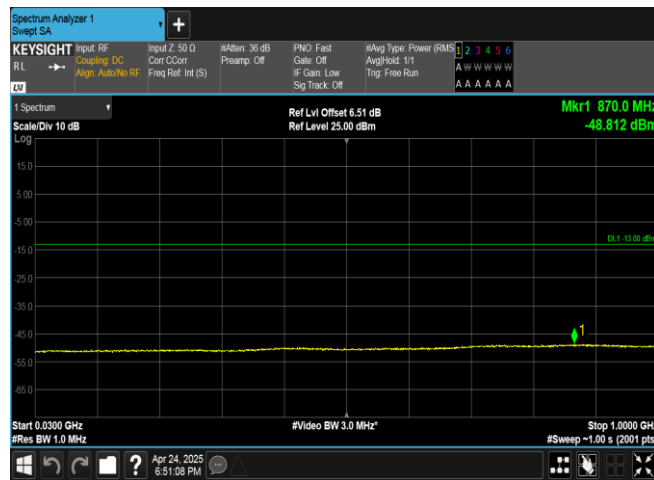 Spectrum Analyzer 1
Swept SA
+
KEYSIGHT
RL
LXI
Input: RF
Coupling: DC
Align: Auto/No RF
Input Z: 50 Ω
Corr CCorr
Freq Ref: Int (S)
#Atten: 36 dB
Preamp: Off
PNO: Fast
Gate: Off
IF Gain: Low
Sig Track: Off
#Avg Type: Power (RMS
Avg|Hold: 1/1
Trig: Free Run
1 2 3 4 5 6
A W W W W W
A A A A A A
1 Spectrum
Scale/Div 10 dB
Log
Ref Lvl Offset 6.51 dB
Ref Level 25.00 dBm
Mkr1 870.0 MHz
-48.812 dBm
15.0
5.00
-5.00
-15.0
-25.0
-35.0
-45.0
-55.0
-65.0
DL1 -13.00 dBm
1
Start 0.0300 GHz
#Res BW 1.0 MHz
#Video BW 3.0 MHz*
Stop 1.0000 GHz
#Sweep ~1.00 s (2001 pts
?
Apr 24, 2025
6:51:08 PM